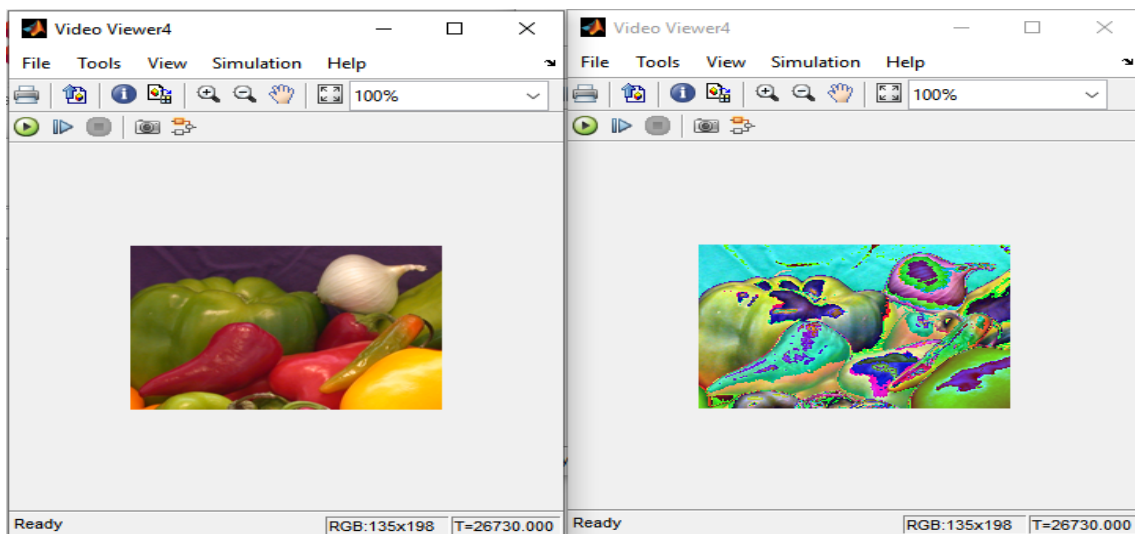 Video Viewer4
File Tools View Simulation Help
100%
Ready RGB:135x198 T=26730.000
Video Viewer4
File Tools View Simulation Help
100%
Ready RGB:135x198 T=26730.000